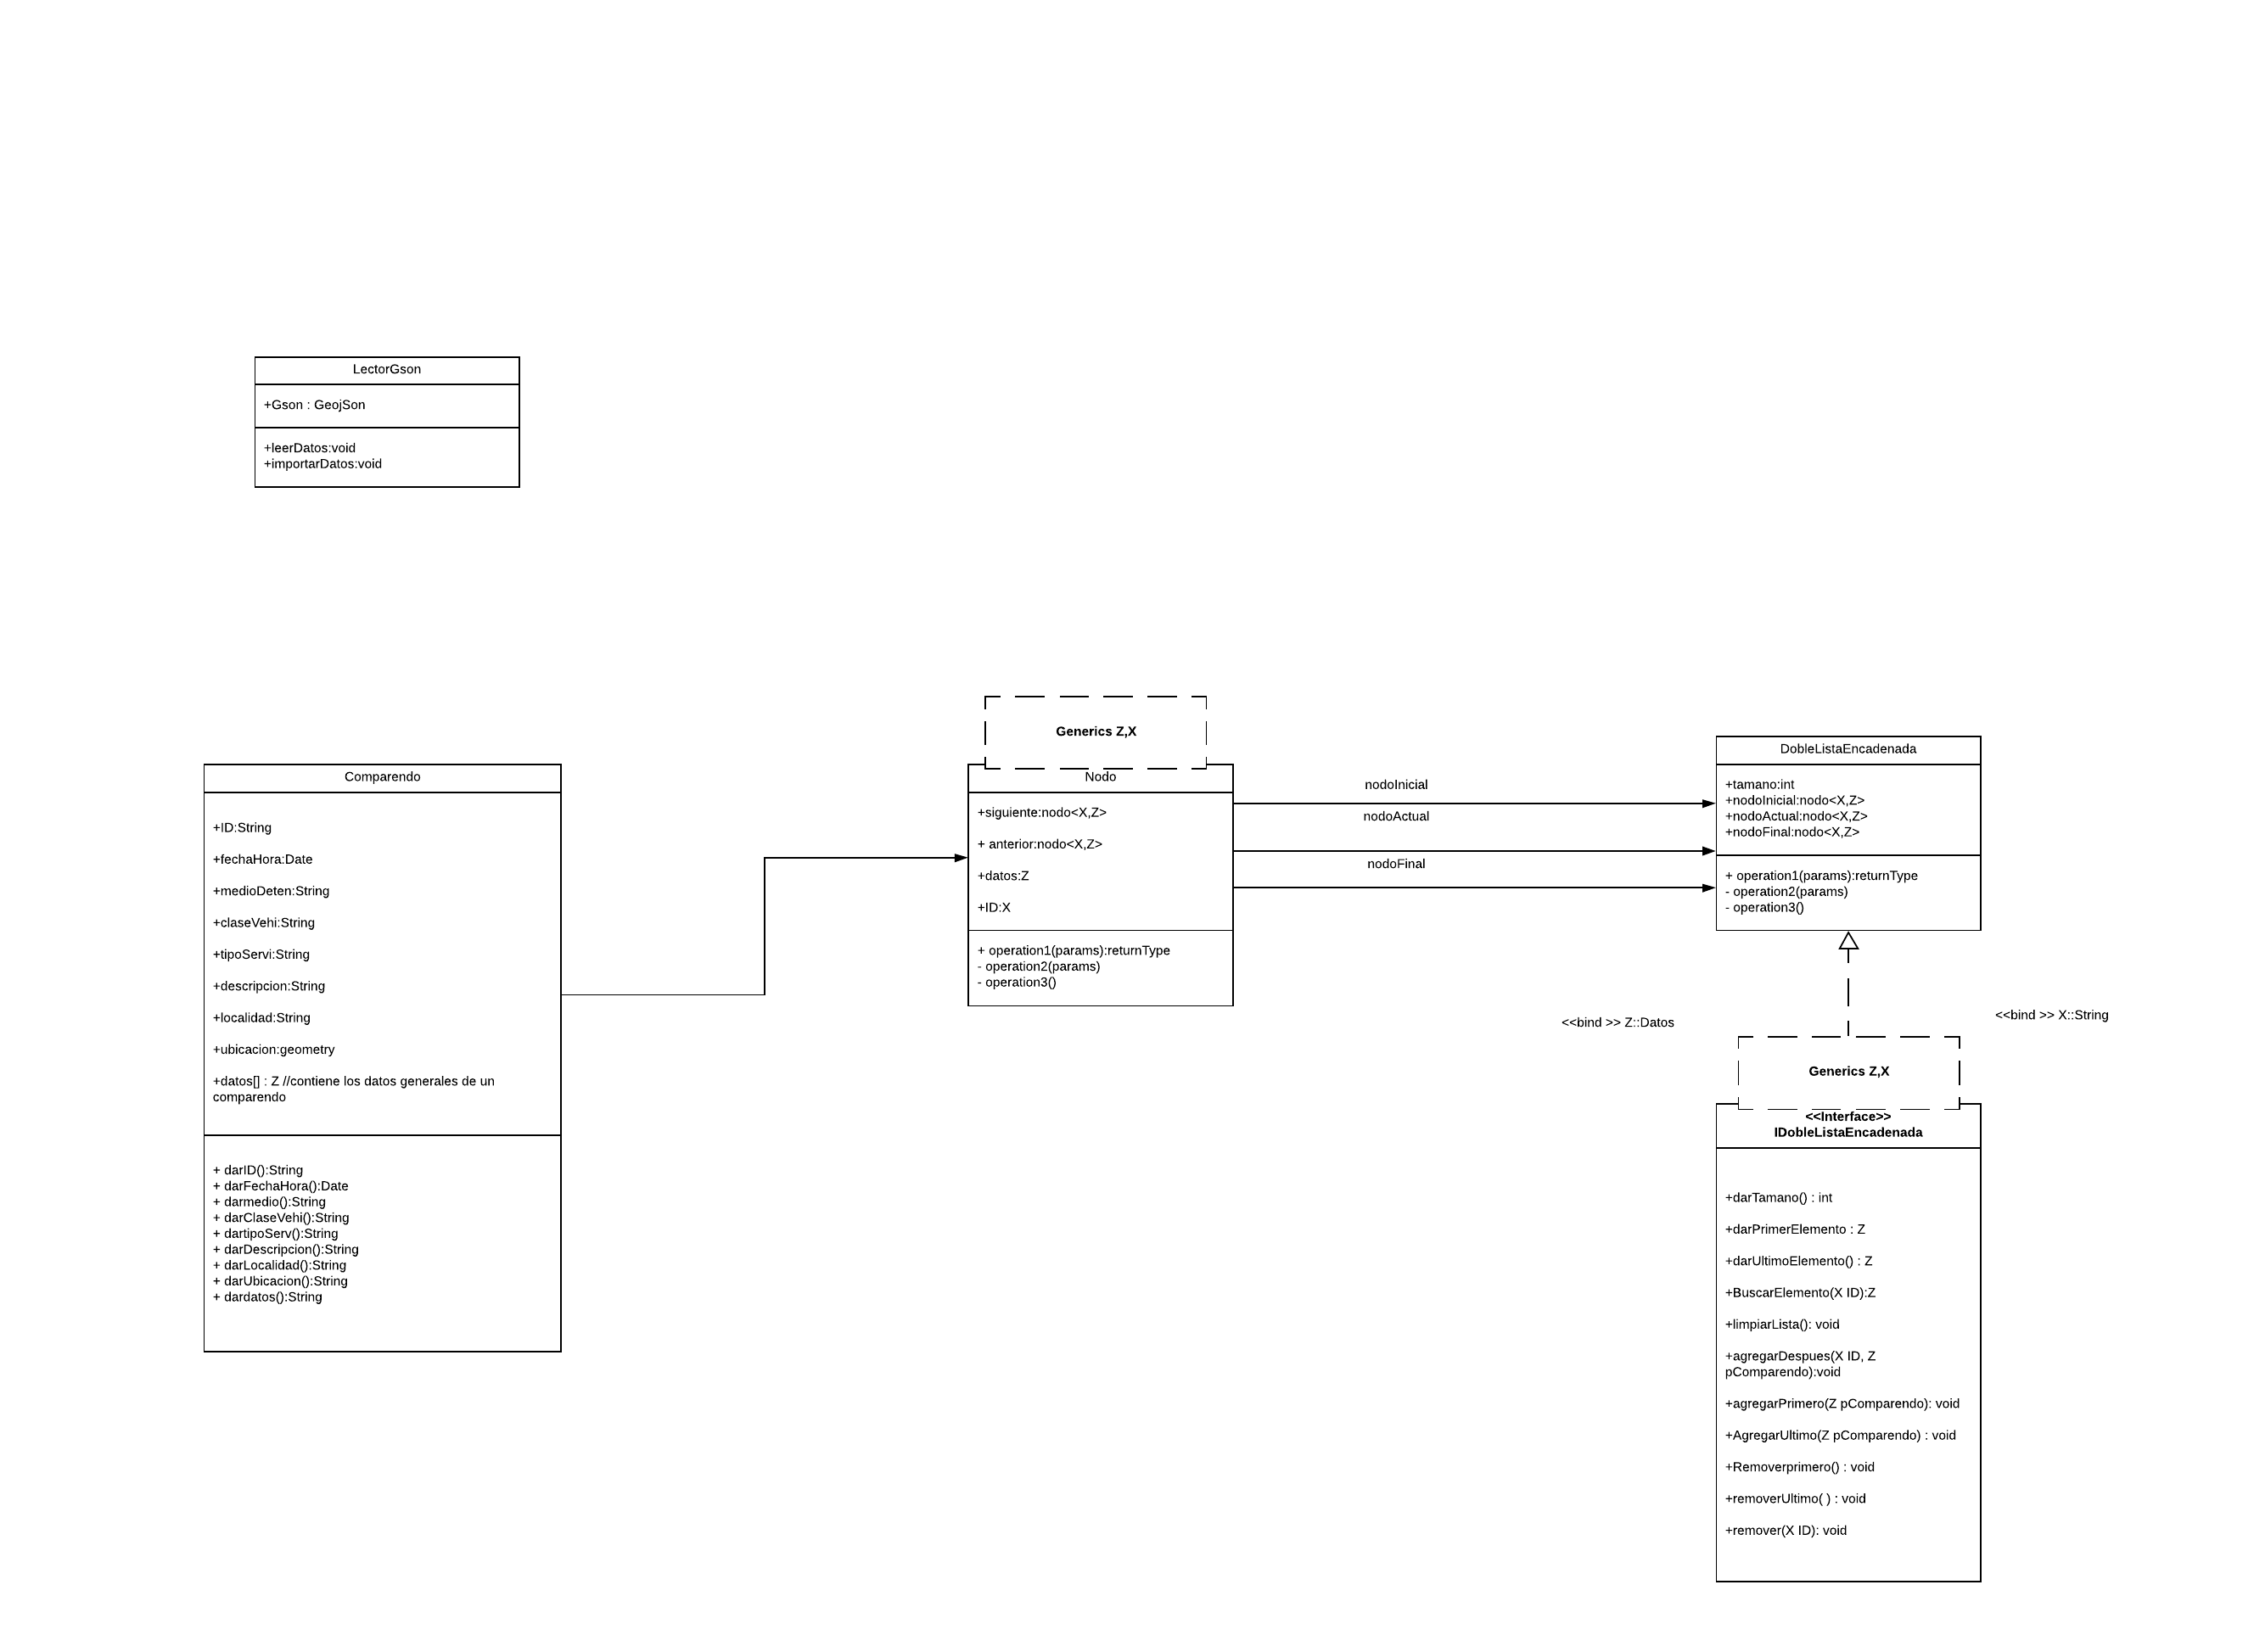 LectorGson
+Gson : GeojSon
+leerDatos:void
+importarDatos:void
Comparendo
+ID:String
+fechaHora:Date
+medioDeten:String
+claseVehi:String
+tipoServi:String
+descripcion:String
+localidad:String
+ubicacion:geometry
+datos[] : Z //contiene los datos generales de un
comparendo
+ darID():String
+ darFechaHora():Date
+ darmedio():String
+ darClaseVehi():String
+ dartipoServ():String
+ darDescripcion():String
+ darLocalidad():String
+ darUbicacion():String
+ dardatos():String
Generics Z,X
Nodo
+siguiente:nodo<X,Z>
+ anterior:nodo<X,Z>
+datos:Z
+ID:X
+ operation1(params):returnType
- operation2(params)
- operation3()
nodoInicial
nodoActual
nodoFinal
DobleListaEncadenada
+tamano:int
+nodoInicial:nodo<X,Z>
+nodoActual:nodo<X,Z>
+nodoFinal:nodo<X,Z>
+ operation1(params):returnType
- operation2(params)
- operation3()
<<bind >> Z::Datos
<<bind >> X::String
Generics Z,X
<<Interface>>
IDobleListaEncadenada
+darTamano() : int
+darPrimerElemento : Z
+darUltimoElemento() : Z
+BuscarElemento(X ID):Z
+limpiarLista(): void
+agregarDespues(X ID, Z
pComparendo):void
+agregarPrimero(Z pComparendo): void
+AgregarUltimo(Z pComparendo) : void
+Removerprimero() : void
+removerUltimo( ) : void
+remover(X ID): void